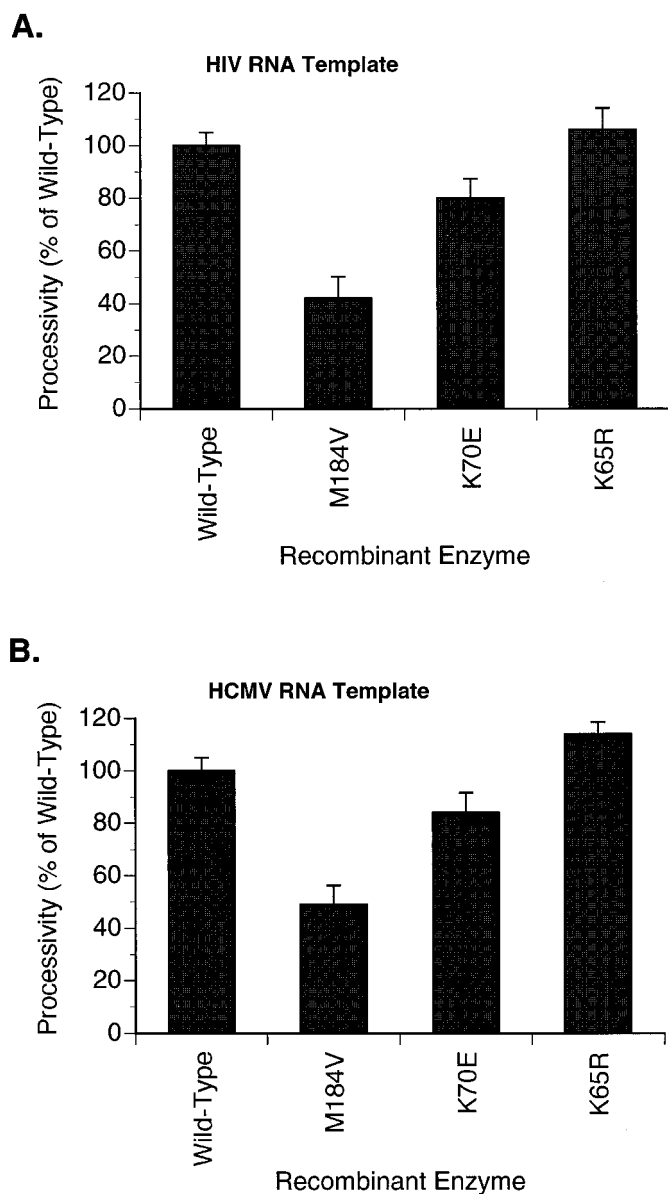 A.
HIV RNA Template
Processivity (% of Wild-Type)
120
100
80
60
40
20
0
Wild-Type
M184V
K70E
K65R
Recombinant Enzyme
B.
HCMV RNA Template
Processivity (% of Wild-Type)
120
100
80
60
40
20
0
Wild-Type
M184V
K70E
K65R
Recombinant Enzyme